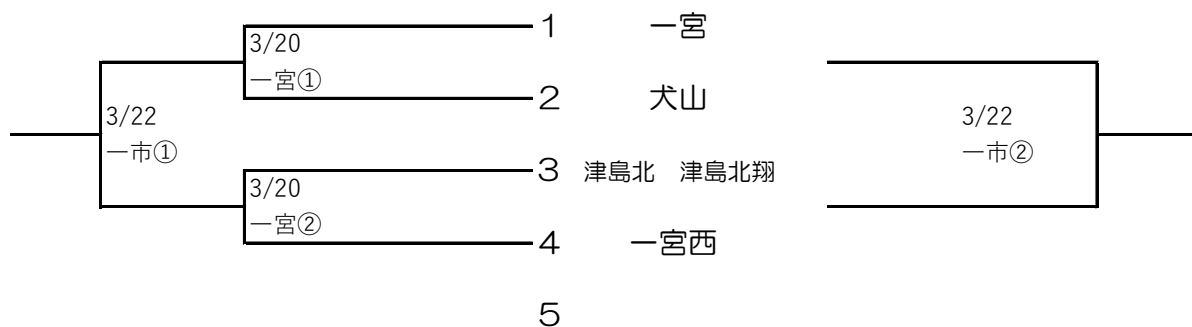 1 一宮
3/20
一宮①
2 犬山
3/22
一市①
3/22
一市②
3 津島北 津島北翔
3/20
一宮②
4 一宮西
5